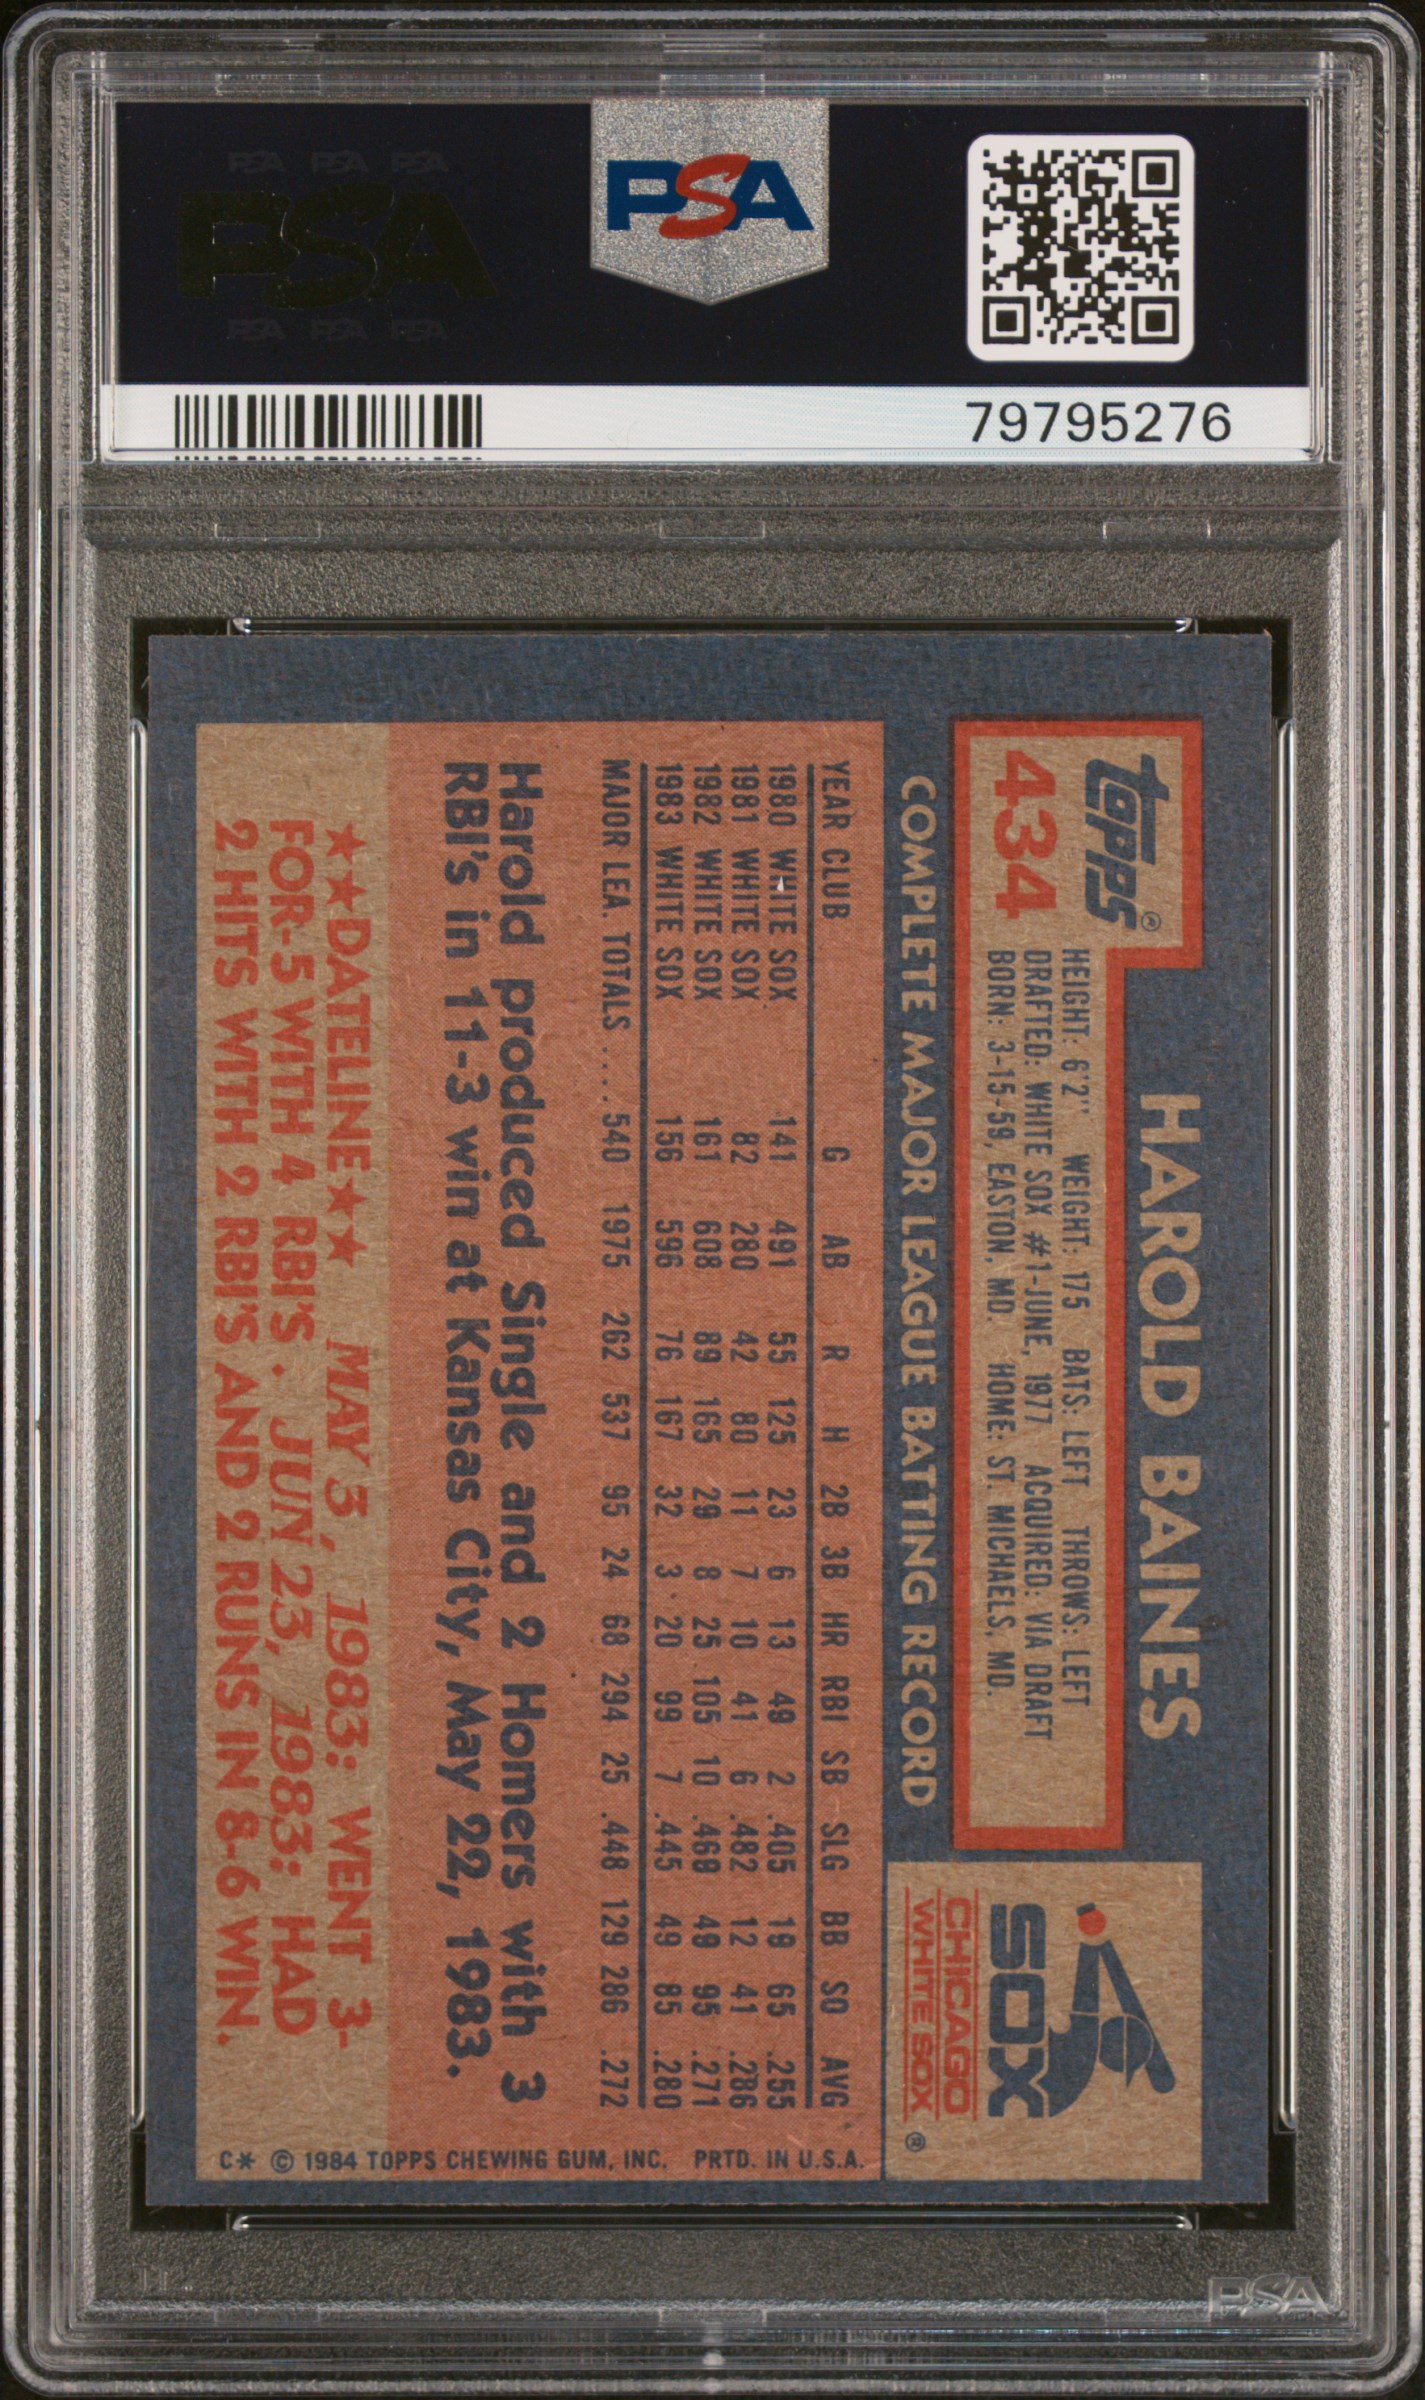 PSA PSA PSA
PSA
PSA PSA PSA
PSA
79795276
topps®
434
HAROLD BAINES
HEIGHT: 6'2" WEIGHT: 175 BATS: LEFT THROWS: LEFT
DRAFTED: WHITE SOX #1-JUNE, 1977 ACQUIRED: VIA DRAFT
BORN: 3-15-59, EASTON, MD. HOME: ST. MICHAELS, MD.
SOX
CHICAGO
WHITE SOX ®
COMPLETE MAJOR LEAGUE BATTING RECORD
YEAR CLUB G AB R H 2B 3B HR RBI SB SLG BB SO AVG
1980 WHITE SOX 141 491 55 125 23 6 13 49 2 .405 19 65 .255
1981 WHITE SOX 82 280 42 80 11 7 10 41 6 .482 12 41 .286
1982 WHITE SOX 161 608 89 165 29 8 25 105 10 .469 49 95 .271
1983 WHITE SOX 156 596 76 167 32 3 20 99 7 .445 49 85 .280
MAJOR LEA. TOTALS .... 540 1975 262 537 95 24 68 294 25 .448 129 286 .272
Harold produced Single and 2 Homers with 3
RBI's in 11-3 win at Kansas City, May 22, 1983.
★★DATELINE★★ MAY 3, 1983: WENT 3-
FOR-5 WITH 4 RBI'S. JUN 23, 1983: HAD
2 HITS WITH 2 RBI'S AND 2 RUNS IN 8-6 WIN.
C* © 1984 TOPPS CHEWING GUM, INC. PRTD. IN U.S.A.
PSA